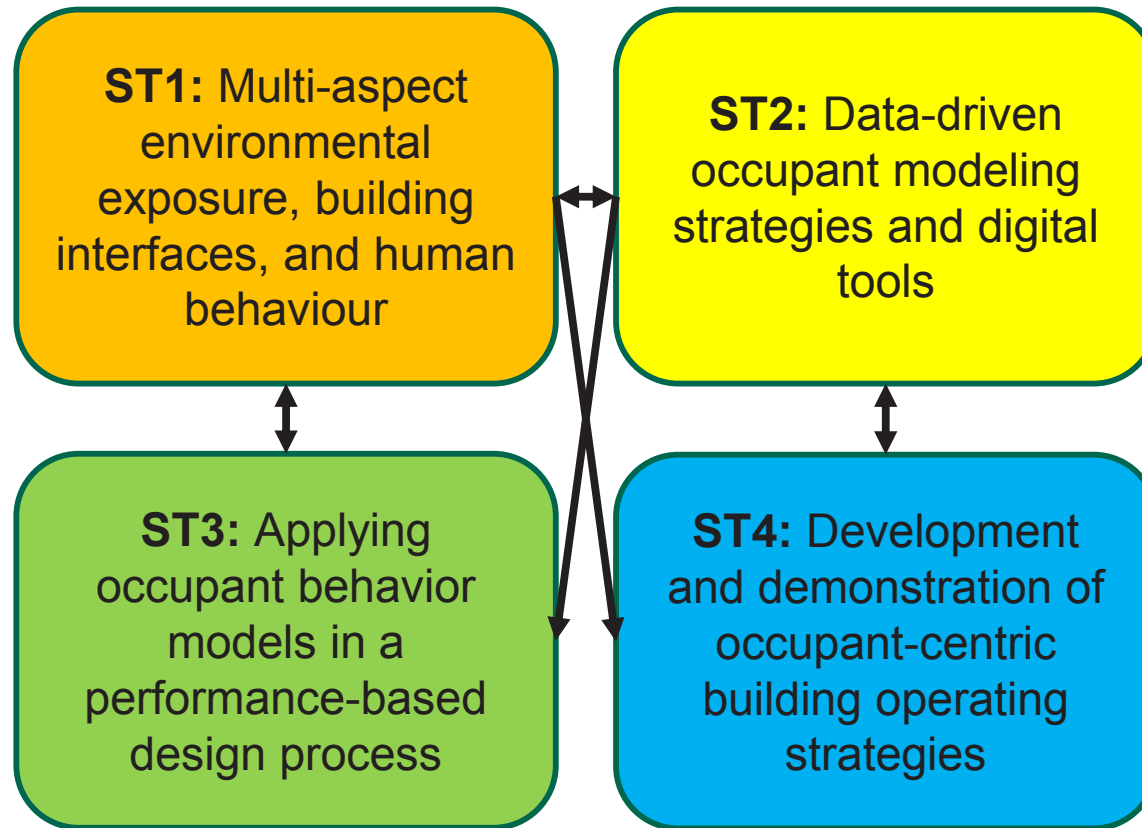 ST1: Multi-aspect
environmental
exposure, building
interfaces, and human
behaviour
ST2: Data-driven
occupant modeling
strategies and digital
tools
ST3: Applying
occupant behavior
models in a
performance-based
design process
ST4: Development
and demonstration of
occupant-centric
building operating
strategies